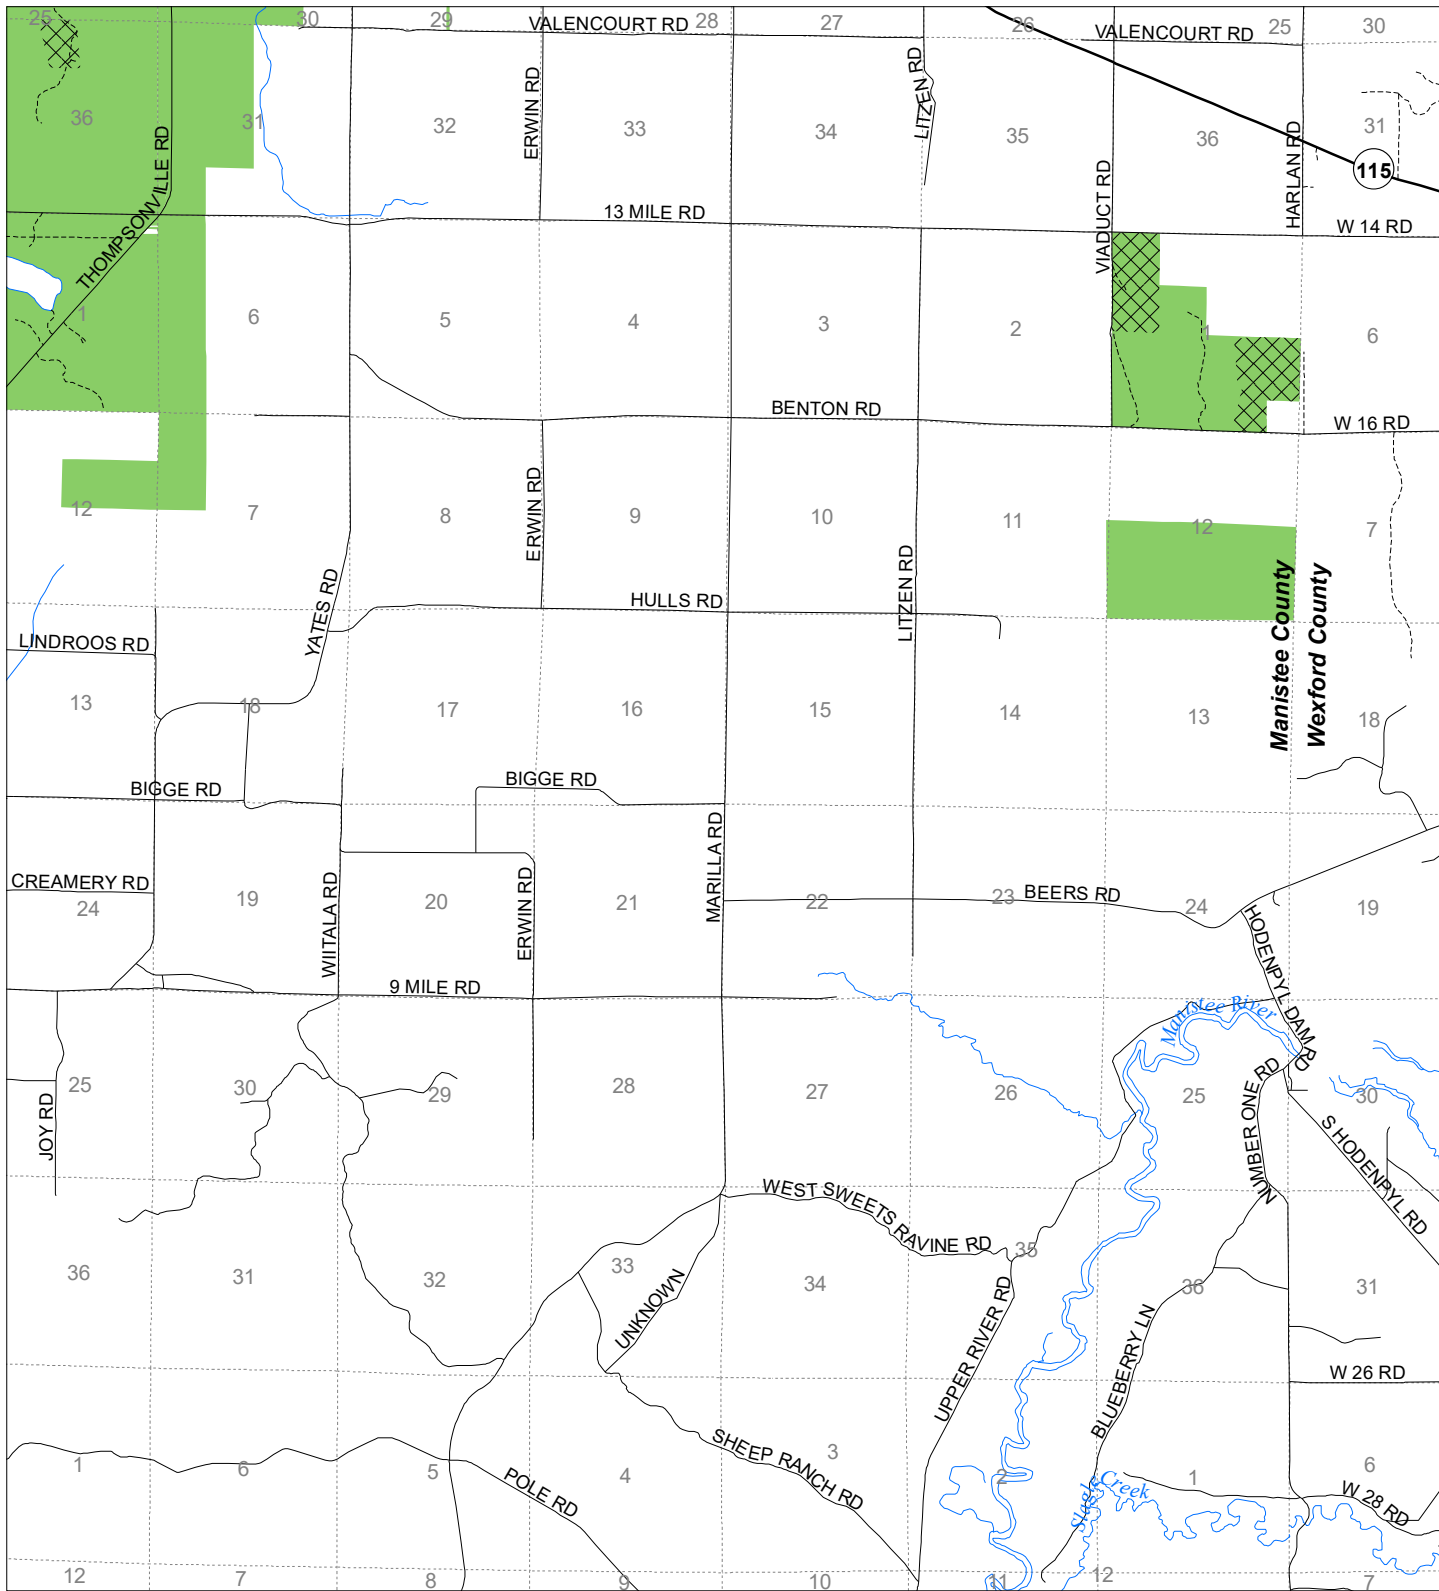 25
30
29
VALENCOURT RD
28
27
26
VALENCOURT RD
25
30
36
31
32
ERWIN RD
33
34
LITZEN RD
35
36
31
115
THOMPSONVILLE RD
13 MILE RD
VIADUCT RD
HARLAN RD
W 14 RD
1
6
5
4
3
2
1
6
BENTON RD
W 16 RD
12
7
8
ERWIN RD
9
10
11
12
7
YATES RD
HULLS RD
LITZEN RD
Manistee County
Wexford County
LINDROOS RD
13
18
17
16
15
14
13
18
BIGGE RD
BIGGE RD
MARILLA RD
CREAMERY RD
24
19
WIITALA RD
20
ERWIN RD
21
22
23
BEERS RD
24
19
HODENPYL DAM RD
9 MILE RD
Manistee River
25
JOY RD
30
29
28
27
26
25
NUMBER ONE RD
30
S HODENPYL RD
WEST SWEETS RAVINE RD
36
31
32
33
UNKNOWN
34
35
UPPER RIVER RD
36
BLUEBERRY LN
31
W 26 RD
1
6
5
POLE RD
4
SHEEP RANCH RD
3
2
Slagle Creek
1
6
W 28 RD
12
7
8
9
10
11
12
7